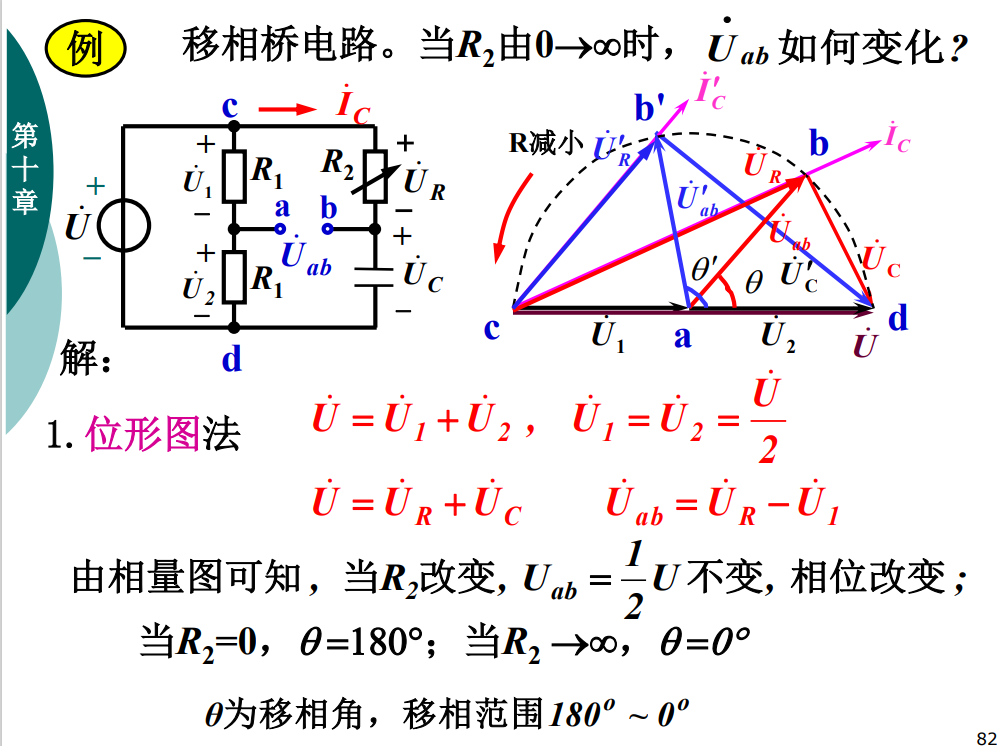 例
移相桥电路。当R₂由0→∞时，U̇ab 如何变化?
第十章
c
İC
+
U̇1
−
R1
R2
+
U̇R
−
+
U̇
−
a
b
U̇ab
+
U̇2
−
R1
+
U̇C
−
d
R减小
b'
İ'C
b
İC
U̇'R
U̇R
U̇'ab
U̇ab
U̇C
θ'
θ
U̇'C
c
U̇1
a
U̇2
d
U̇
解：
1.位形图法
U̇ = U̇1 + U̇2 , U̇1 = U̇2 = U̇/2
U̇ = U̇R + U̇C U̇ab = U̇R − U̇1
由相量图可知，当R2改变，Uab = 1/2 U 不变，相位改变；
当R₂=0，θ=180°；当R₂ →∞，θ=0°
θ为移相角，移相范围180º ~ 0º
82